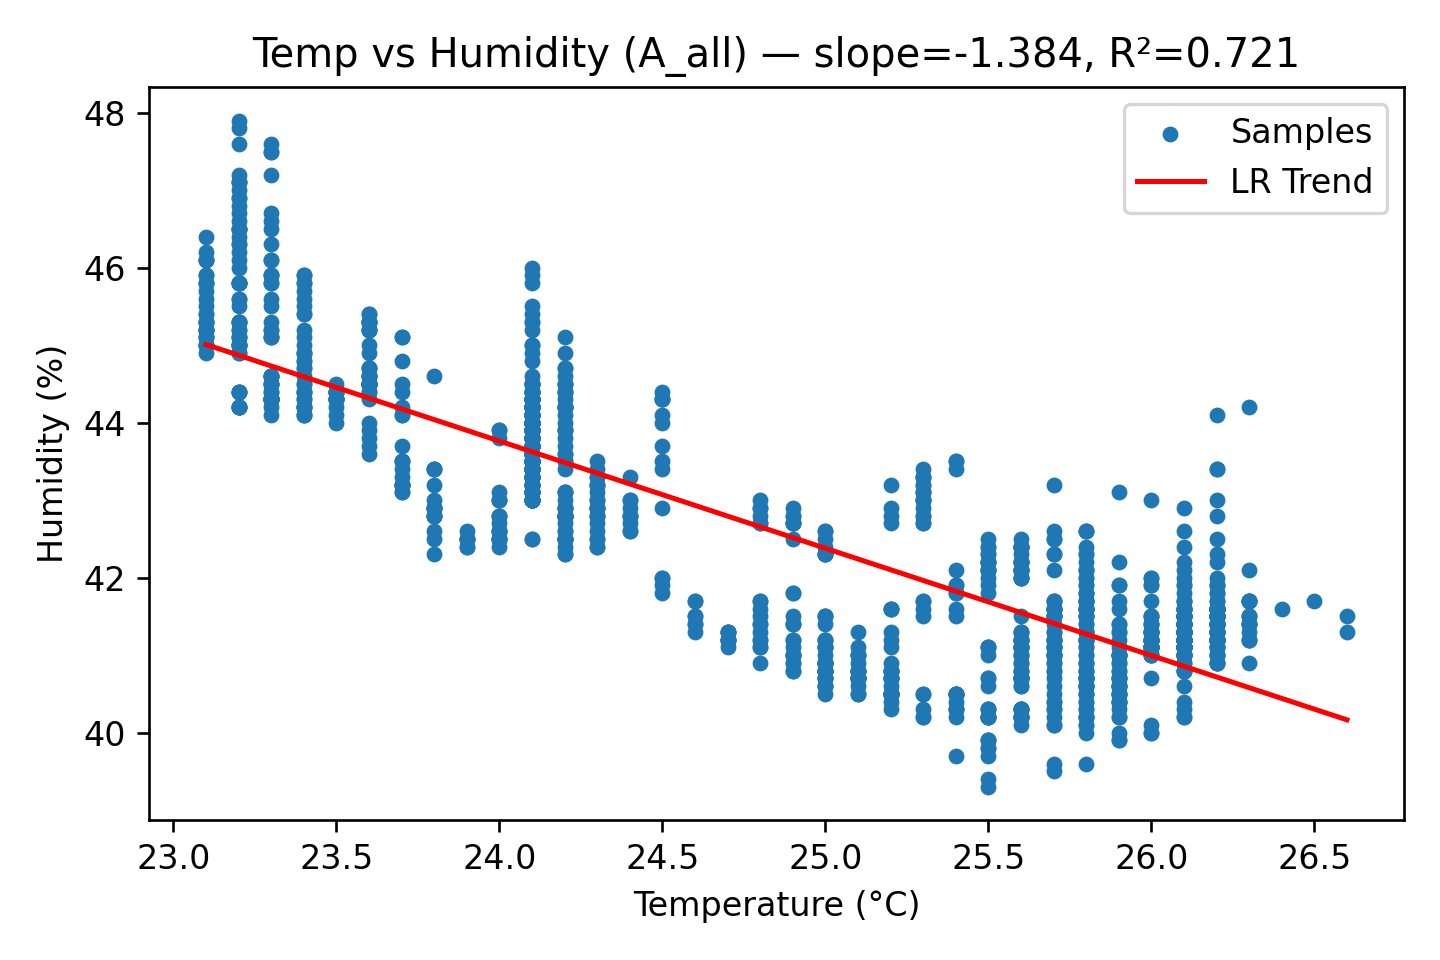 Temp vs Humidity (A_all) — slope=-1.384, R²=0.721
Samples
LR Trend
Humidity (%)
48
46
44
42
40
23.0 23.5 24.0 24.5 25.0 25.5 26.0 26.5
Temperature (°C)